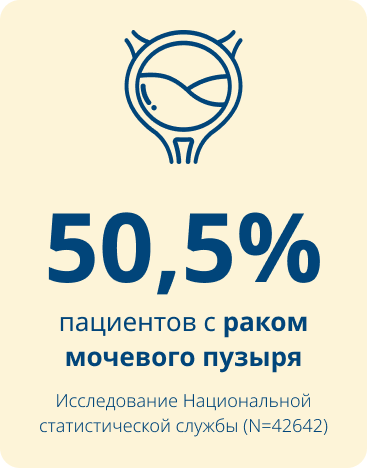 50,5%
пациентов с раком
мочевого пузыря
Исследование Национальной
статистической службы (N=42642)